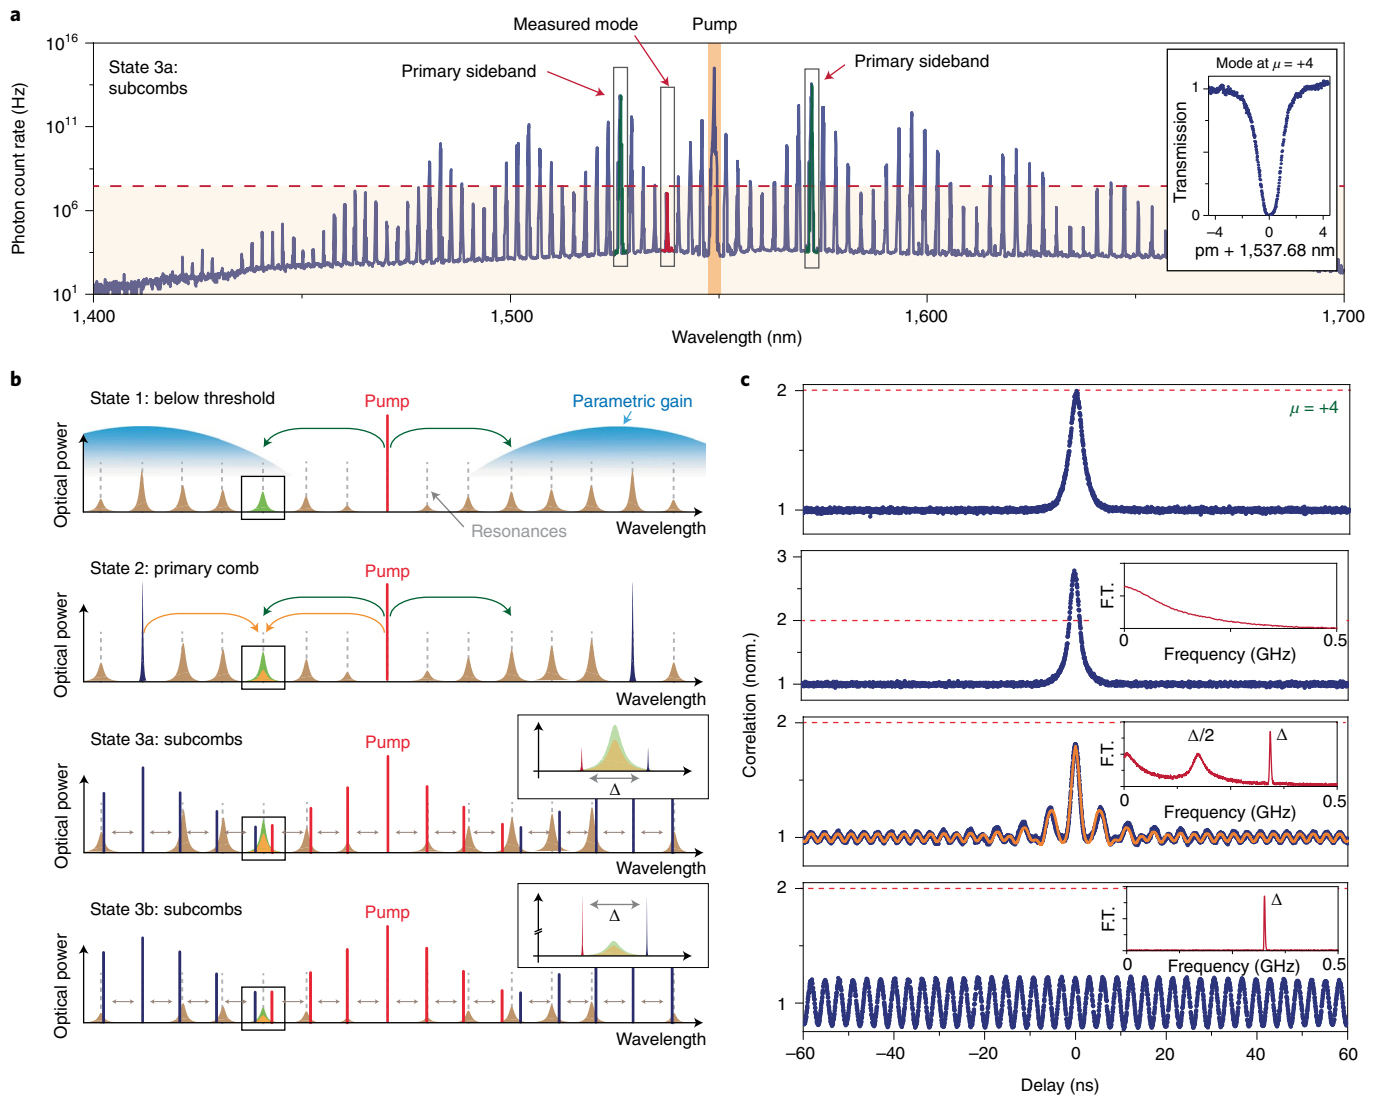 a
Measured mode
Pump
Primary sideband
Primary sideband
State 3a:
subcombs
Photon count rate (Hz)
10^16
10^11
10^6
10^1
1,400
1,500
1,600
1,700
Wavelength (nm)
Mode at μ = +4
Transmission
1
0
−4
0
4
pm + 1,537.68 nm
b
State 1: below threshold
Pump
Parametric gain
Optical power
Resonances
Wavelength
State 2: primary comb
Pump
Optical power
Wavelength
State 3a: subcombs
Pump
Optical power
Δ
Wavelength
State 3b: subcombs
Pump
Optical power
Δ
Wavelength
c
Correlation (norm.)
2
1
μ = +4
3
2
1
F.T.
0
0.5
Frequency (GHz)
2
1
F.T.
Δ/2
Δ
0
0.5
Frequency (GHz)
2
1
F.T.
Δ
0
Frequency (GHz)
0.5
−60
−40
−20
0
20
40
60
Delay (ns)